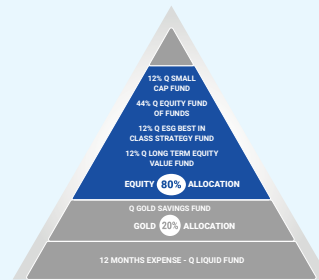 12% Q SMALL
CAP FUND
44% Q EQUITY FUND
OF FUNDS
12% Q ESG BEST IN
CLASS STRATEGY FUND
12% Q LONG TERM EQUITY
VALUE FUND
EQUITY 80% ALLOCATION
Q GOLD SAVINGS FUND
GOLD 20% ALLOCATION
12 MONTHS EXPENSE - Q LIQUID FUND